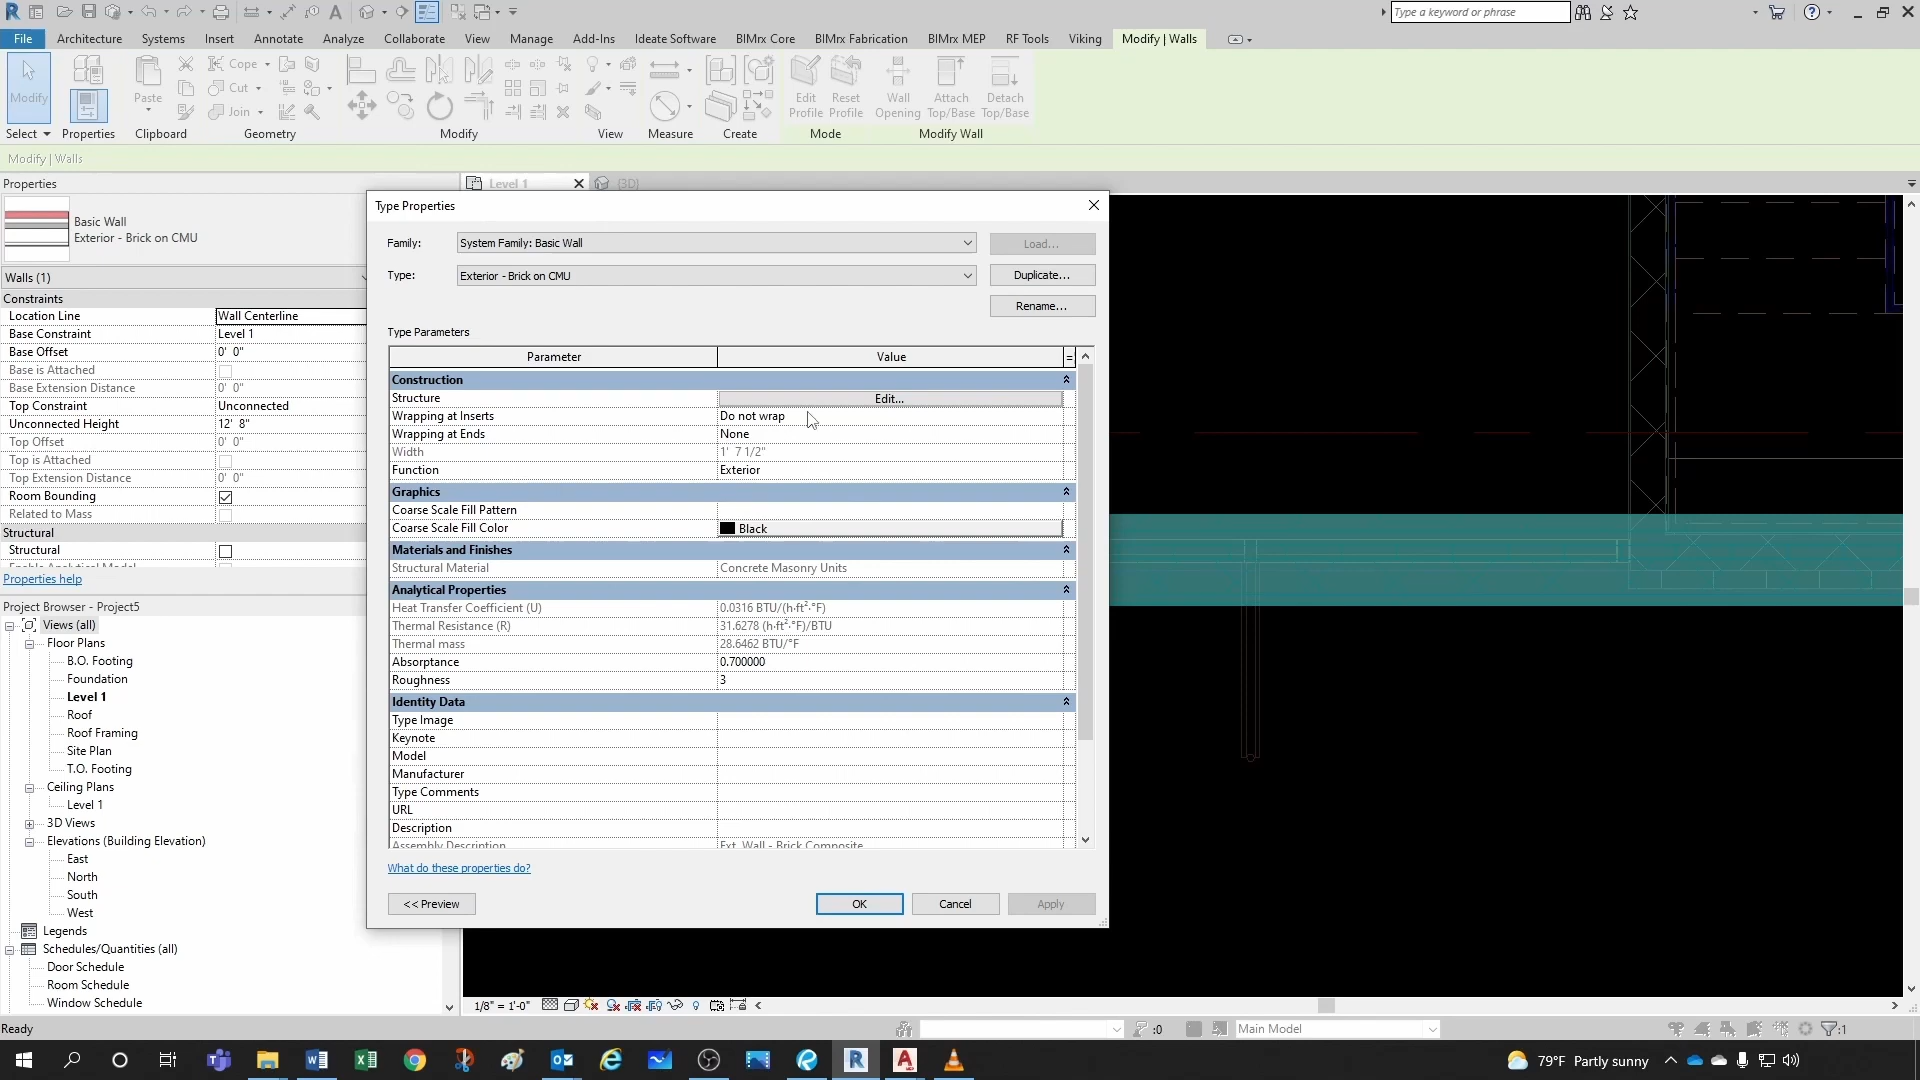 Type a keyword or phrase
File Architecture Systems Insert Annotate Analyze Collaborate View Manage Add-Ins Ideate Software BIMrx Core BIMrx Fabrication BIMrx MEP RF Tools Viking Modify | Walls
Modify Paste Cope Cut Join Edit Profile Reset Profile Wall Opening Attach Top/Base Detach Top/Base
Select Properties Clipboard Geometry Modify View Measure Create Mode Modify Wall
Modify | Walls
Properties
Level 1
{3D}
Basic Wall
Exterior - Brick on CMU
Walls (1)
Constraints
Location Line Wall Centerline
Base Constraint Level 1
Base Offset 0' 0"
Base is Attached
Base Extension Distance 0' 0"
Top Constraint Unconnected
Unconnected Height 12' 8"
Top Offset 0' 0"
Top is Attached
Top Extension Distance 0' 0"
Room Bounding
Related to Mass
Structural
Structural
Enable Analytical Model
Properties help
Project Browser - Project5
Views (all)
Floor Plans
B.O. Footing
Foundation
Level 1
Roof
Roof Framing
Site Plan
T.O. Footing
Ceiling Plans
Level 1
3D Views
Elevations (Building Elevation)
East
North
South
West
Legends
Schedules/Quantities (all)
Door Schedule
Room Schedule
Window Schedule
Type Properties
Family: System Family: Basic Wall Load...
Type: Exterior - Brick on CMU Duplicate...
Rename...
Type Parameters
Parameter Value =
Construction
Structure Edit...
Wrapping at Inserts Do not wrap
Wrapping at Ends None
Width 1' 7 1/2"
Function Exterior
Graphics
Coarse Scale Fill Pattern
Coarse Scale Fill Color Black
Materials and Finishes
Structural Material Concrete Masonry Units
Analytical Properties
Heat Transfer Coefficient (U) 0.0316 BTU/(h·ft²·°F)
Thermal Resistance (R) 31.6278 (h·ft²·°F)/BTU
Thermal mass 28.6462 BTU/°F
Absorptance 0.700000
Roughness 3
Identity Data
Type Image
Keynote
Model
Manufacturer
Type Comments
URL
Description
Assembly Description Ext. Wall - Brick Composite
What do these properties do?
<< Preview OK Cancel Apply
1/8" = 1'-0"
Ready
:0
Main Model
:1
79°F Partly sunny